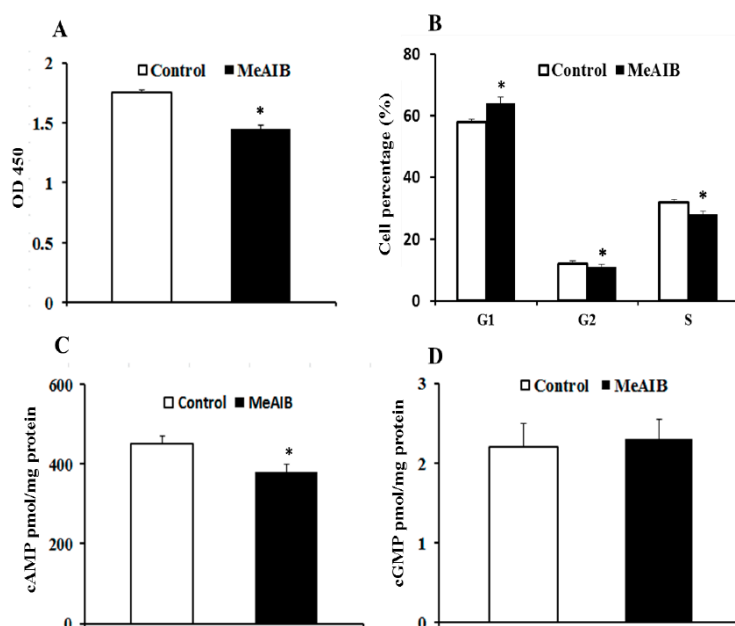 A
Control MeAIB
2
1.5
1
0.5
0
OD 450
*
B
Control MeAIB
80
60
40
20
0
Cell percentage (%)
* * *
G1 G2 S
C
Control MeAIB
600
400
200
0
cAMP pmol/mg protein
*
D
Control MeAIB
3
2
1
0
cGMP pmol/mg protein